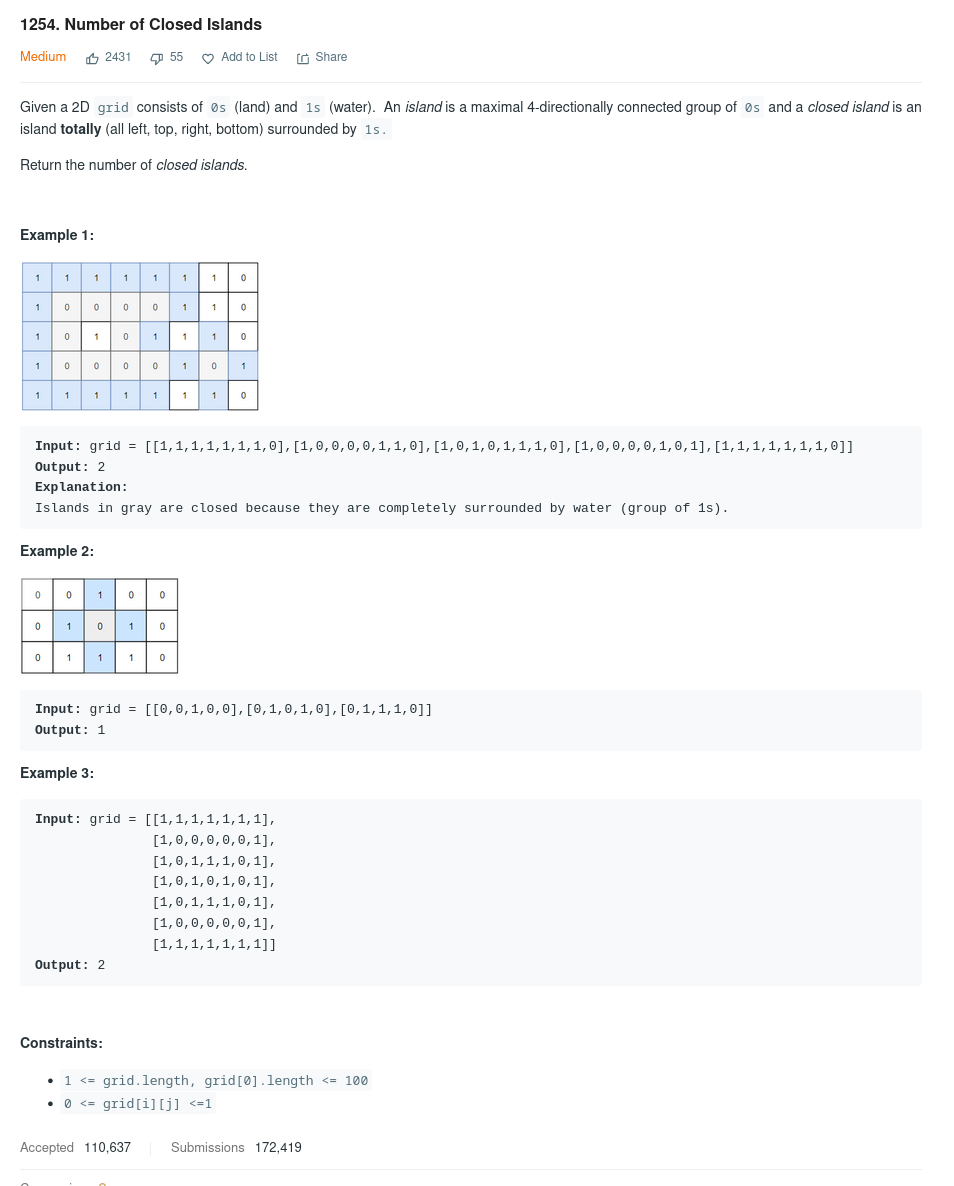 1254. Number of Closed Islands
Medium 2431 55 Add to List Share
Given a 2D grid consists of 0s (land) and 1s (water). An island is a maximal 4-directionally connected group of 0s and a closed island is an
island totally (all left, top, right, bottom) surrounded by 1s.
Return the number of closed islands.
Example 1:
1 1 1 1 1 1 1 0
1 0 0 0 0 1 1 0
1 0 1 0 1 1 1 0
1 0 0 0 0 1 0 1
1 1 1 1 1 1 1 0
Input: grid = [[1,1,1,1,1,1,1,0],[1,0,0,0,0,1,1,0],[1,0,1,0,1,1,1,0],[1,0,0,0,0,1,0,1],[1,1,1,1,1,1,1,0]]
Output: 2
Explanation:
Islands in gray are closed because they are completely surrounded by water (group of 1s).
Example 2:
0 0 1 0 0
0 1 0 1 0
0 1 1 1 0
Input: grid = [[0,0,1,0,0],[0,1,0,1,0],[0,1,1,1,0]]
Output: 1
Example 3:
Input: grid = [[1,1,1,1,1,1,1],
[1,0,0,0,0,0,1],
[1,0,1,1,1,0,1],
[1,0,1,0,1,0,1],
[1,0,1,1,1,0,1],
[1,0,0,0,0,0,1],
[1,1,1,1,1,1,1]]
Output: 2
Constraints:
• 1 <= grid.length, grid[0].length <= 100
• 0 <= grid[i][j] <=1
Accepted 110,637 Submissions 172,419